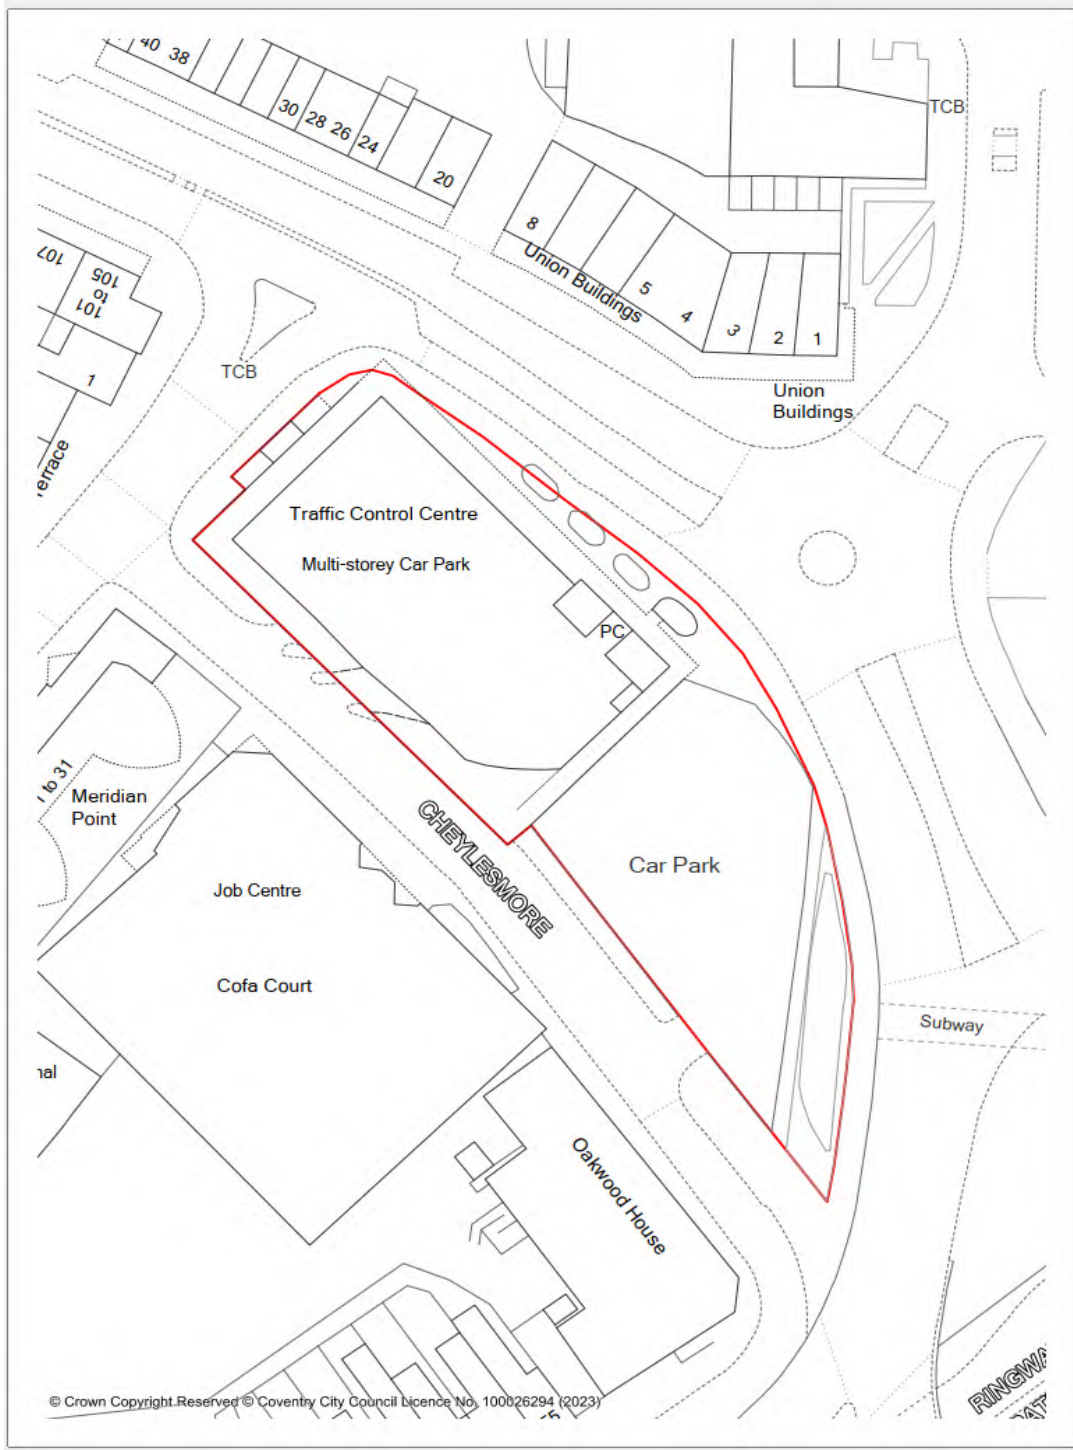 40
38
30
28
26
24
20
TCB
8
5
4
3
2
1
Union Buildings
Union
Buildings
107
105
to
101
1
TCB
Traffic Control Centre
Multi-storey Car Park
PC
1 to 31
Meridian
Point
CHEYLESMORE
Car Park
Job Centre
Cofa Court
Subway
Oakwood House
© Crown Copyright Reserved © Coventry City Council Licence No. 100026294 (2023)